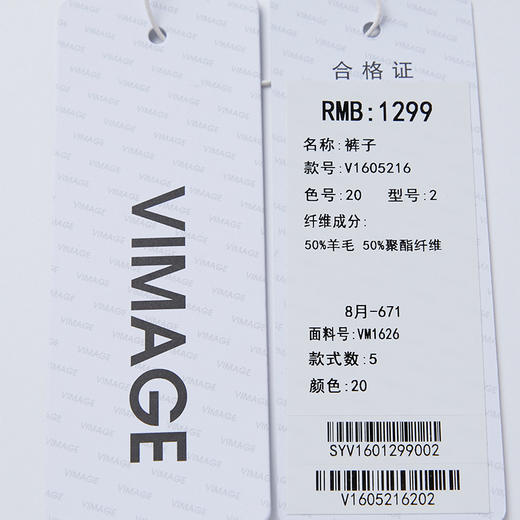 VIMAGE
合格证
RMB:1299
名称:裤子
款号:V1605216
色号:20 型号:2
纤维成分:
50%羊毛 50%聚酯纤维
8月-671
面料号:VM1626
款式数:5
颜色:20
SYV1601299002
V1605216202